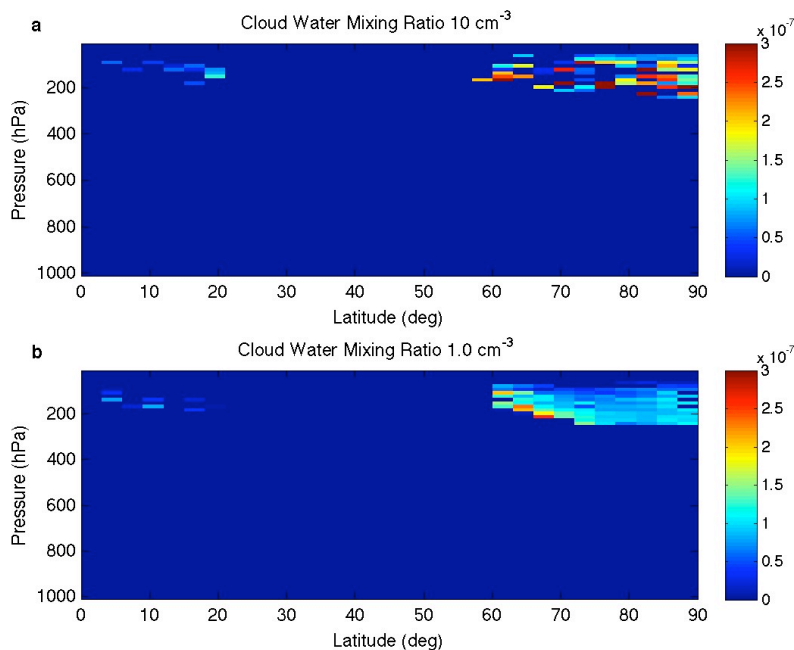 a
Cloud Water Mixing Ratio 10 cm-3
x 10-7
Pressure (hPa)
200
400
600
800
1000
0 10 20 30 40 50 60 70 80 90
Latitude (deg)
3
2.5
2
1.5
1
0.5
0
b
Cloud Water Mixing Ratio 1.0 cm-3
x 10-7
Pressure (hPa)
200
400
600
800
1000
0 10 20 30 40 50 60 70 80 90
Latitude (deg)
3
2.5
2
1.5
1
0.5
0